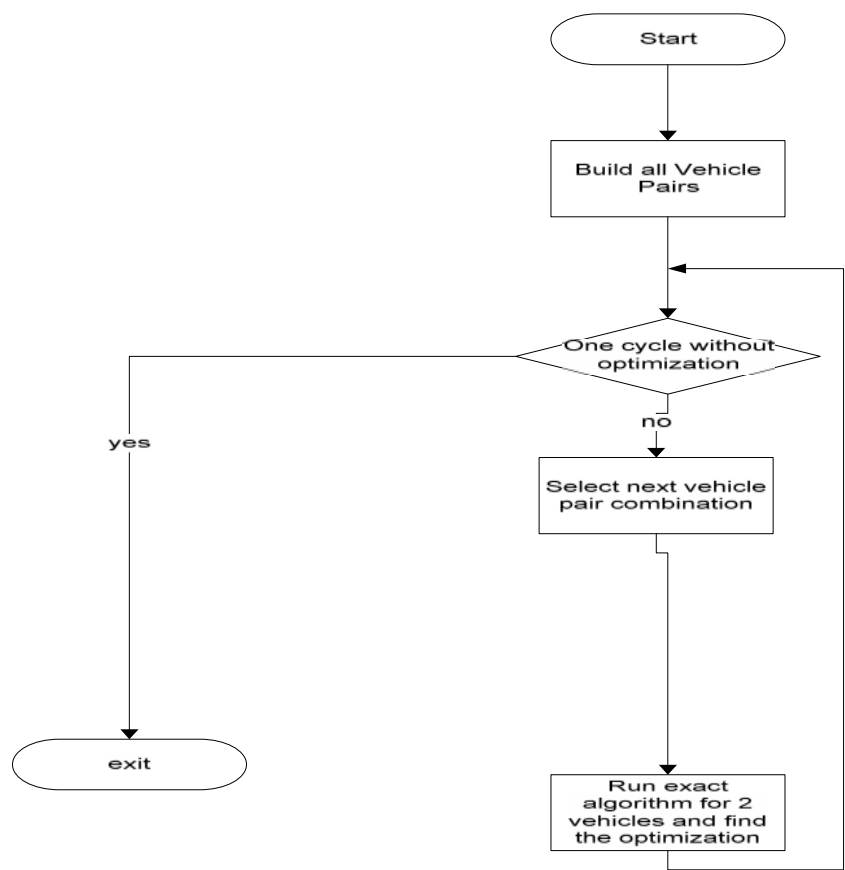 Start
Build all Vehicle
Pairs
One cycle without
optimization
yes
no
Select next vehicle
pair combination
exit
Run exact
algorithm for 2
vehicles and find
the optimization